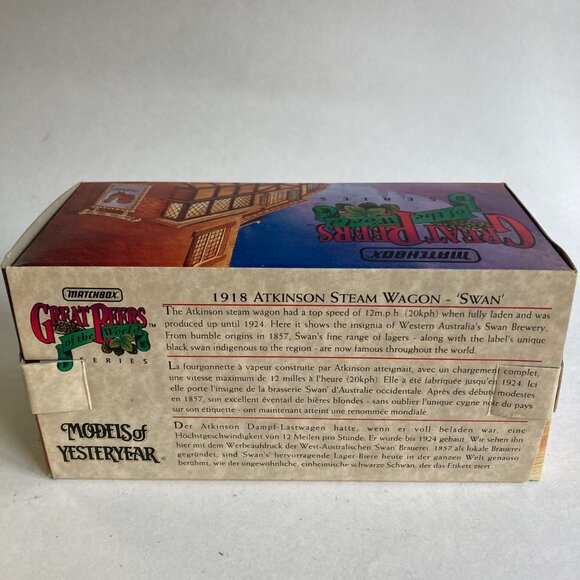 MATCHBOX
GREAT BEERS
of the World
SERIES
MATCHBOX
GREAT BEERS™
of the World
SERIES
MODELS of
YESTERYEAR®
1918 ATKINSON STEAM WAGON - 'SWAN'
The Atkinson steam wagon had a top speed of 12m.p.h. (20kph) when fully laden and was
produced up until 1924. Here it shows the insignia of Western Australia's Swan Brewery.
From humble origins in 1857, Swan's fine range of lagers - along with the label's unique
black swan indigenous to the region - are now famous throughout the world.
La fourgonnette à vapeur construite par Atkinson atteignait, avec un chargement complet,
une vitesse maximum de 12 milles à l'heure (20kph). Elle a été fabriquée jusqu'en 1924. Ici
elle porte l'insigne de la brasserie 'Swan' d'Australie occidentale. Après des débuts modestes
en 1857, son excellent éventail de bières blondes - sans oublier l'unique cygne noir du pays
sur son étiquette - ont maintenant atteint une renommée mondiale.
Der Atkinson Dampf-Lastwagen hatte, wenn er voll beladen war, eine
Höchstgeschwindigkeit von 12 Meilen pro Stunde. Er wurde bis 1924 gebaut. Wir sehen ihn
hier mit dem Werbeaufdruck der West-Australischen 'Swan' Brauerei. 1857 als lokale Brauerei
gegründet, sind 'Swan's' hervorragende Lager-Biere heute in der ganzen Welt genauso
berühmt, wie der ungewöhnliche, einheimische schwarze Schwan, der das Etikett ziert.